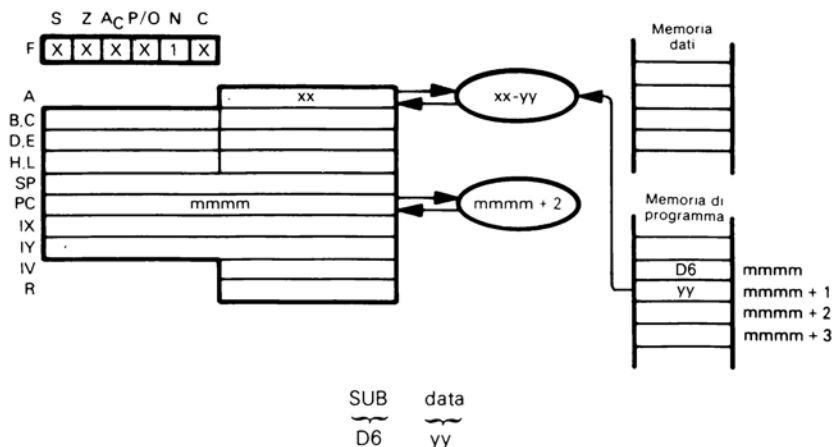 S Z AC P/O N C
F X X X X 1 X
A xx
B,C
D,E
H,L
SP
PC mmmm
IX
IY
IV
R
xx-yy
mmmm + 2
Memoria
dati
Memoria di
programma
D6 mmmm
yy mmmm + 1
mmmm + 2
mmmm + 3
SUB data
D6 yy